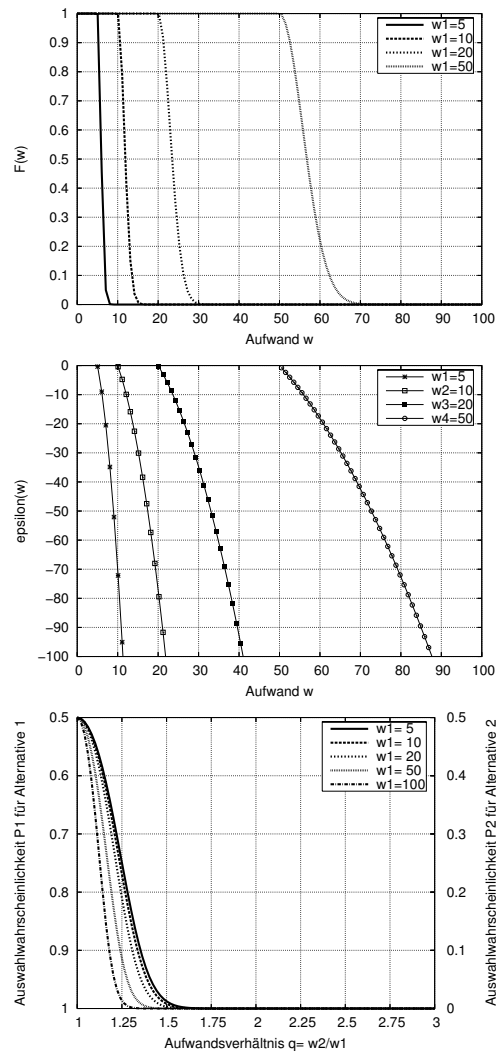 1
0.9
0.8
0.7
0.6
0.5
0.4
0.3
0.2
0.1
0
F(w)
w1=5
w1=10
w1=20
w1=50
0 10 20 30 40 50 60 70 80 90 100
Aufwand w
0
−10
−20
−30
−40
−50
−60
−70
−80
−90
−100
epsilon(w)
w1=5
w2=10
w3=20
w4=50
0 10 20 30 40 50 60 70 80 90 100
Aufwand w
0.5
0.6
0.7
0.8
0.9
1
Auswahlwahrscheinlichkeit P1 für Alternative 1
w1= 5
w1= 10
w1= 20
w1= 50
w1=100
0.5
0.4
0.3
0.2
0.1
0
Auswahlwahrscheinlichkeit P2 für Alternative 2
1 1.25 1.5 1.75 2 2.25 2.5 2.75 3
Aufwandsverhältnis q= w2/w1